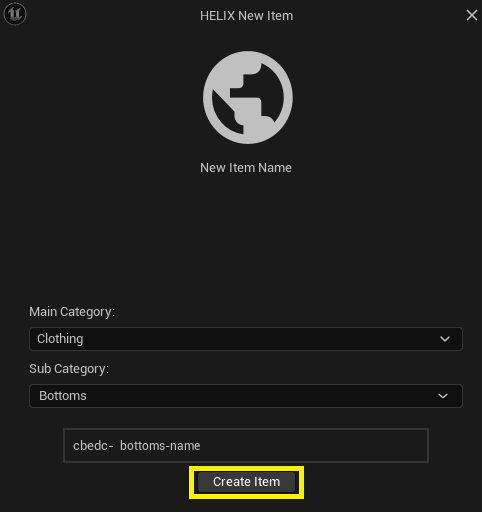 HELIX New Item
New Item Name
Main Category:
Clothing
Sub Category:
Bottoms
cbedc- bottoms-name
Create Item